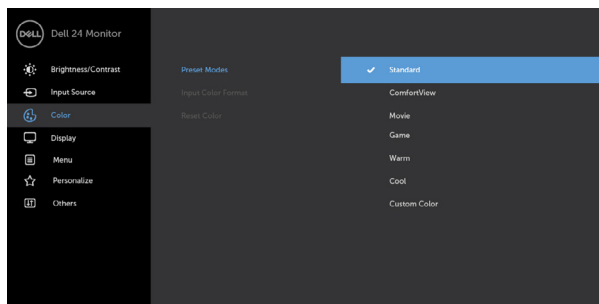 DELL Dell 24 Monitor
Brightness/Contrast
Input Source
Color
Display
Menu
Personalize
Others
Preset Modes
Input Color Format
Reset Color
Standard
ComfortView
Movie
Game
Warm
Cool
Custom Color